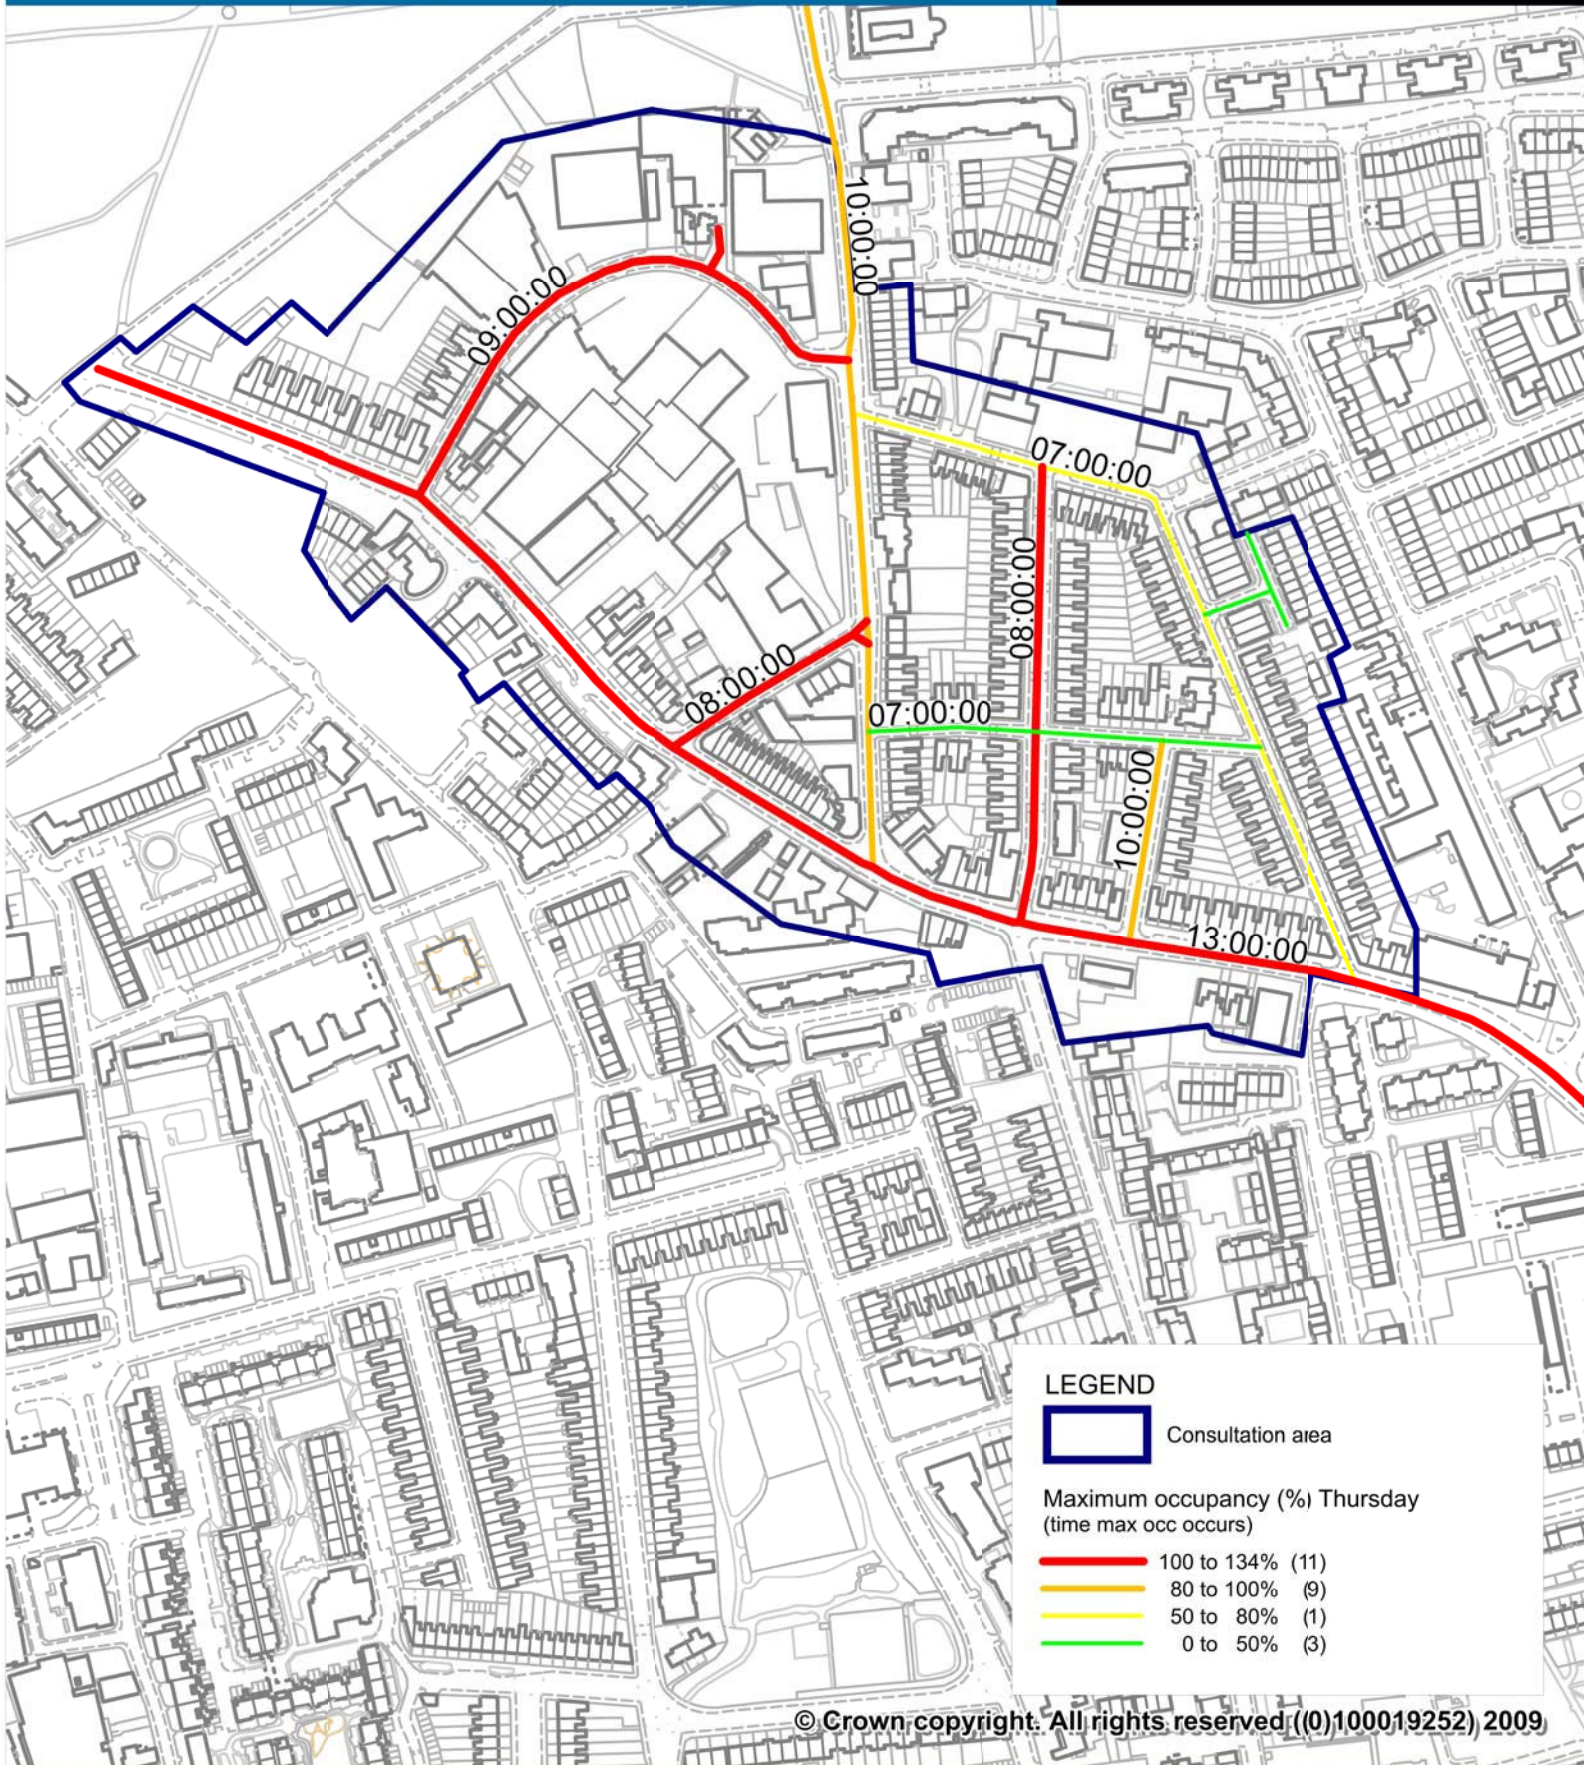 10:00:00
09:00:00
07:00:00
08:00:00
08:00:00
07:00:00
10:00:00
13:00:00
LEGEND
Consultation area
Maximum occupancy (%) Thursday
(time max occ occurs)
100 to 134% (11)
80 to 100% (9)
50 to 80% (1)
0 to 50% (3)
© Crown copyright. All rights reserved ((0)100019252) 2009